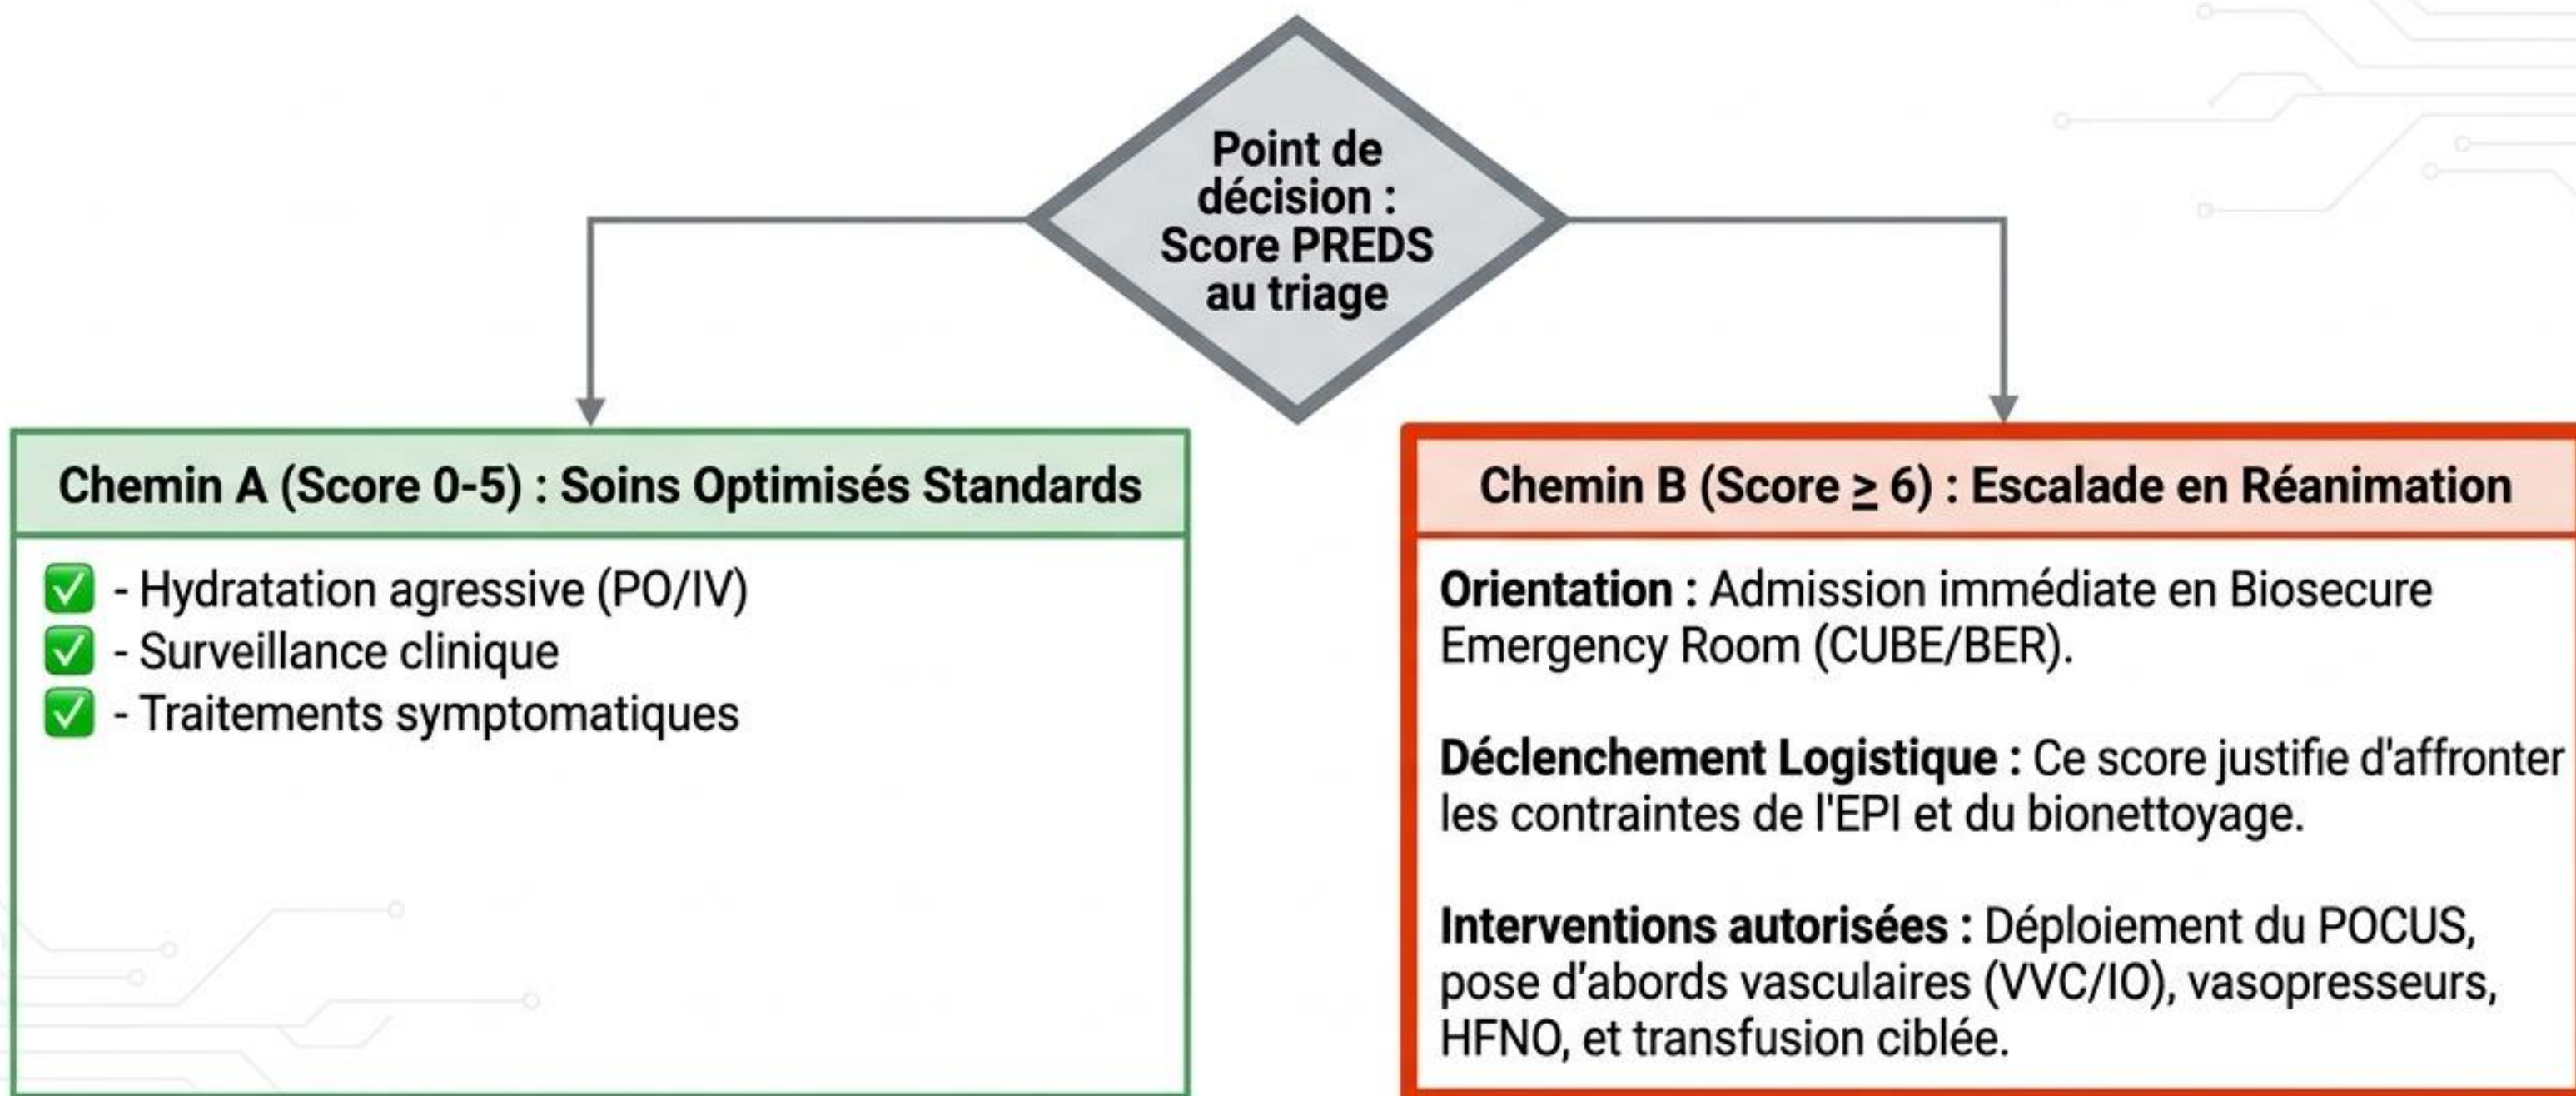 Point de
décision :
Score PREDS
au triage
Chemin A (Score 0-5) : Soins Optimisés Standards
✅ - Hydratation agressive (PO/IV)
✅ - Surveillance clinique
✅ - Traitements symptomatiques
Chemin B (Score ≥ 6) : Escalade en Réanimation
Orientation : Admission immédiate en Biosecure
Emergency Room (CUBE/BER).
Déclenchement Logistique : Ce score justifie d'affronter
les contraintes de l'EPI et du bionettoyage.
Interventions autorisées : Déploiement du POCUS,
pose d'abords vasculaires (VVC/IO), vasopresseurs,
HFNO, et transfusion ciblée.